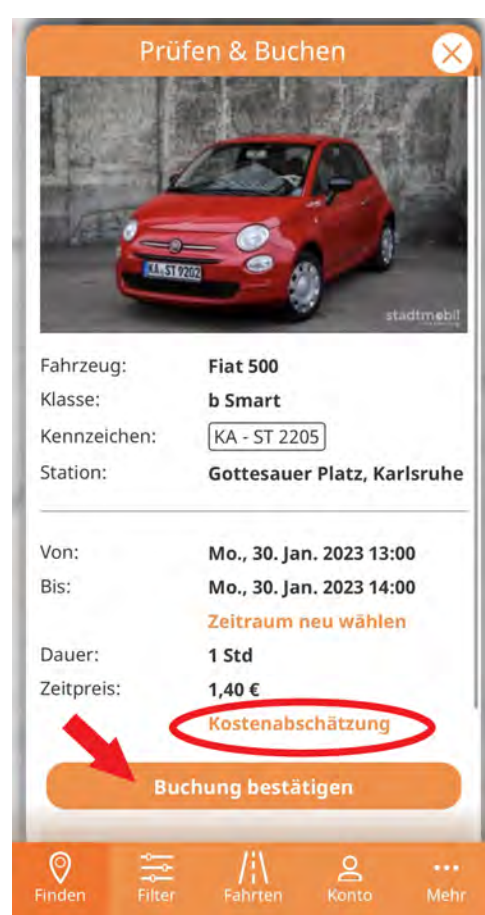 Prüfen & Buchen
KA ST 9202
stadtmobil
Fahrzeug: Fiat 500
Klasse: b Smart
Kennzeichen: KA - ST 2205
Station: Gottesauer Platz, Karlsruhe
Von: Mo., 30. Jan. 2023 13:00
Bis: Mo., 30. Jan. 2023 14:00
Zeitraum neu wählen
Dauer: 1 Std
Zeitpreis: 1,40 €
Kostenabschätzung
Buchung bestätigen
Finden Filter Fahrten Konto Mehr